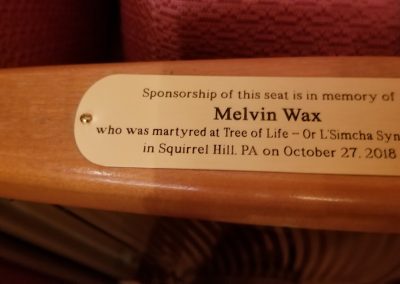 Sponsorship of this seat is in memory of
Melvin Wax
who was martyred at Tree of Life – Or L'Simcha Syn
in Squirrel Hill, PA on October 27, 2018